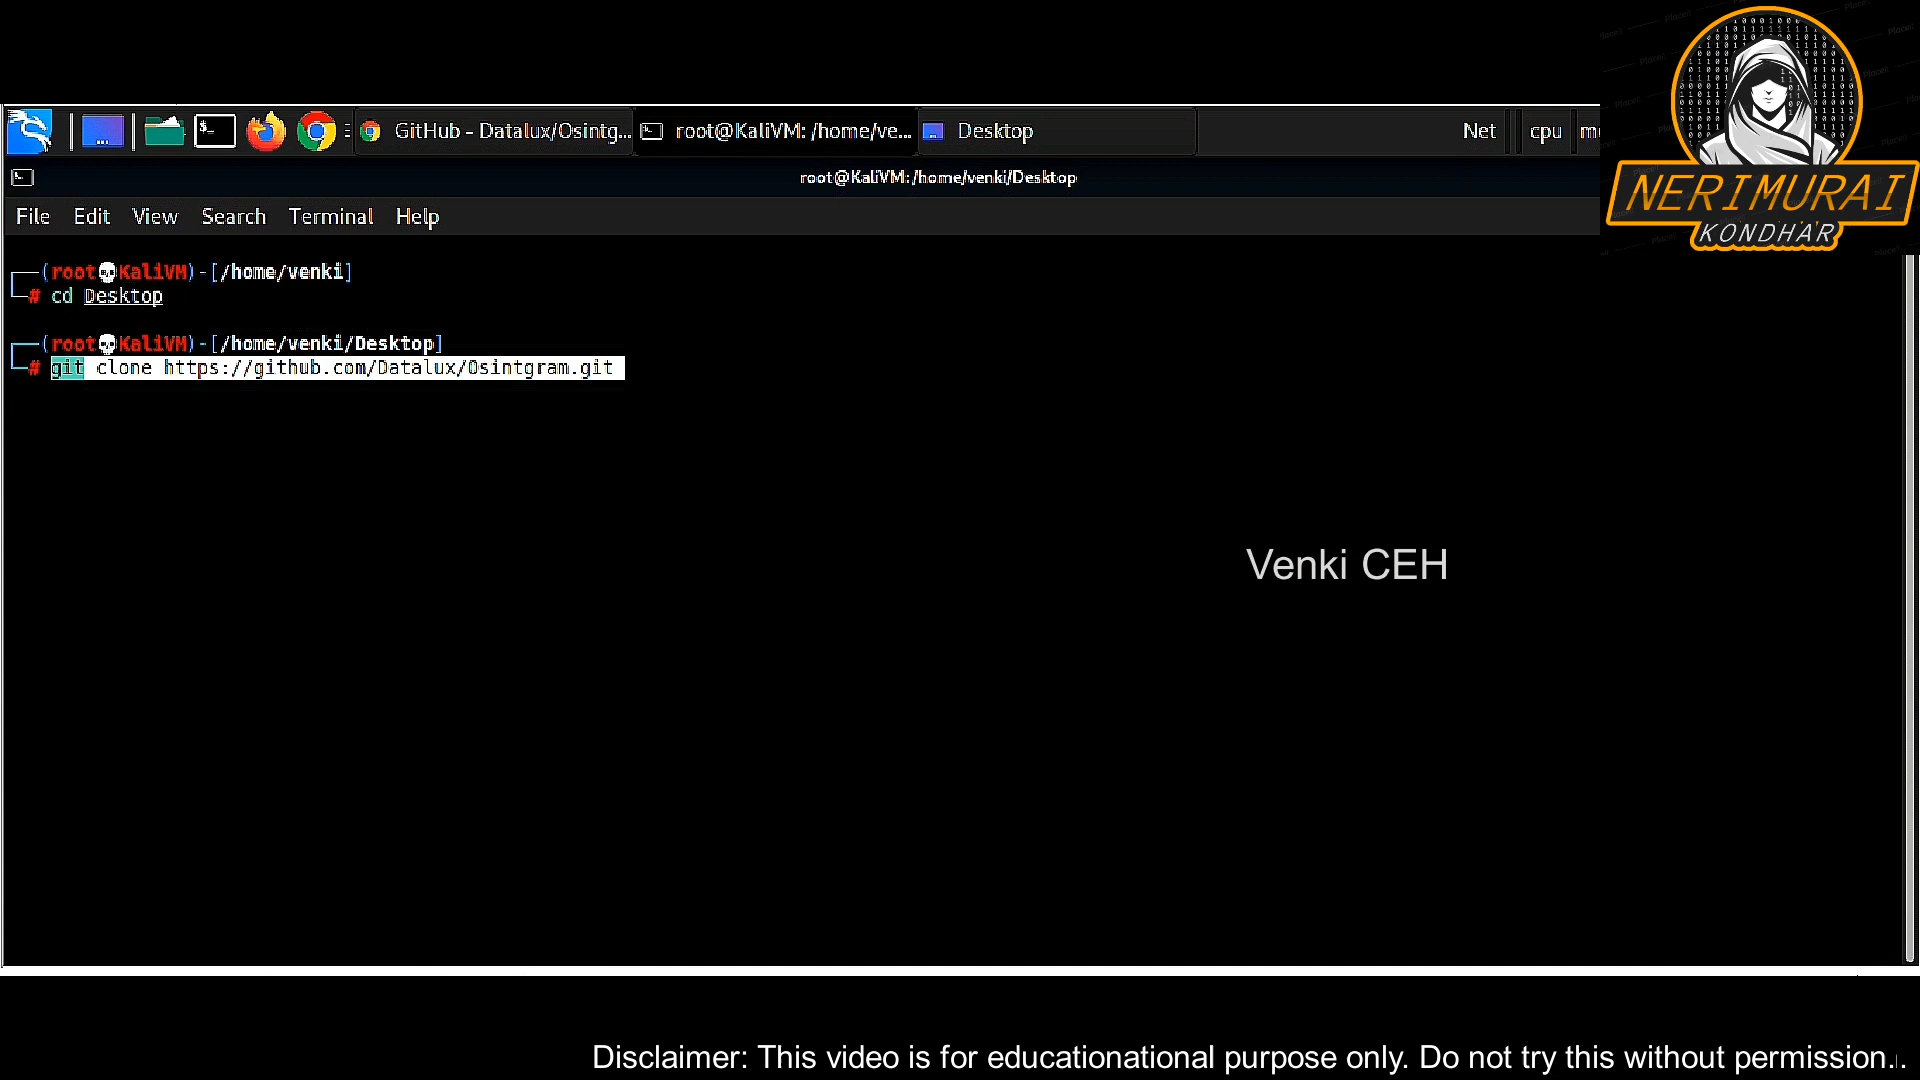 GitHub - Datalux/Osintg...
root@KaliVM: /home/ve...
Desktop
Net
cpu
root@KaliVM:/home/venki/Desktop
File Edit View Search Terminal Help
NERIMURAI
KONDHAR
(root💀KaliVM)-[/home/venki]
# cd Desktop
(root💀KaliVM)-[/home/venki/Desktop]
# git clone https://github.com/Datalux/Osintgram.git
Venki CEH
Disclaimer: This video is for educationational purpose only. Do not try this without permission..